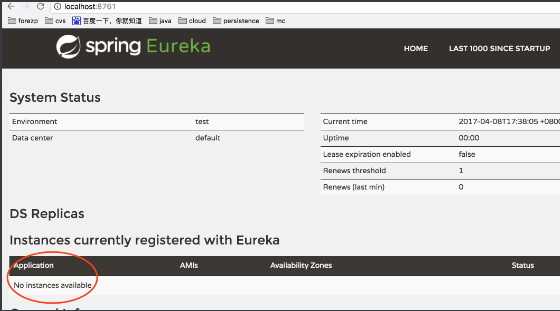 localhost:8761
forezp cvs 百度一下，你就知道 java cloud persistence mc
spring Eureka HOME LAST 1000 SINCE STARTUP
System Status
Environment test
Data center default
Current time 2017-04-08T17:38:05 +0800
Uptime 00:00
Lease expiration enabled false
Renews threshold 1
Renews (last min) 0
DS Replicas
Instances currently registered with Eureka
Application AMIs Availability Zones Status
No instances available